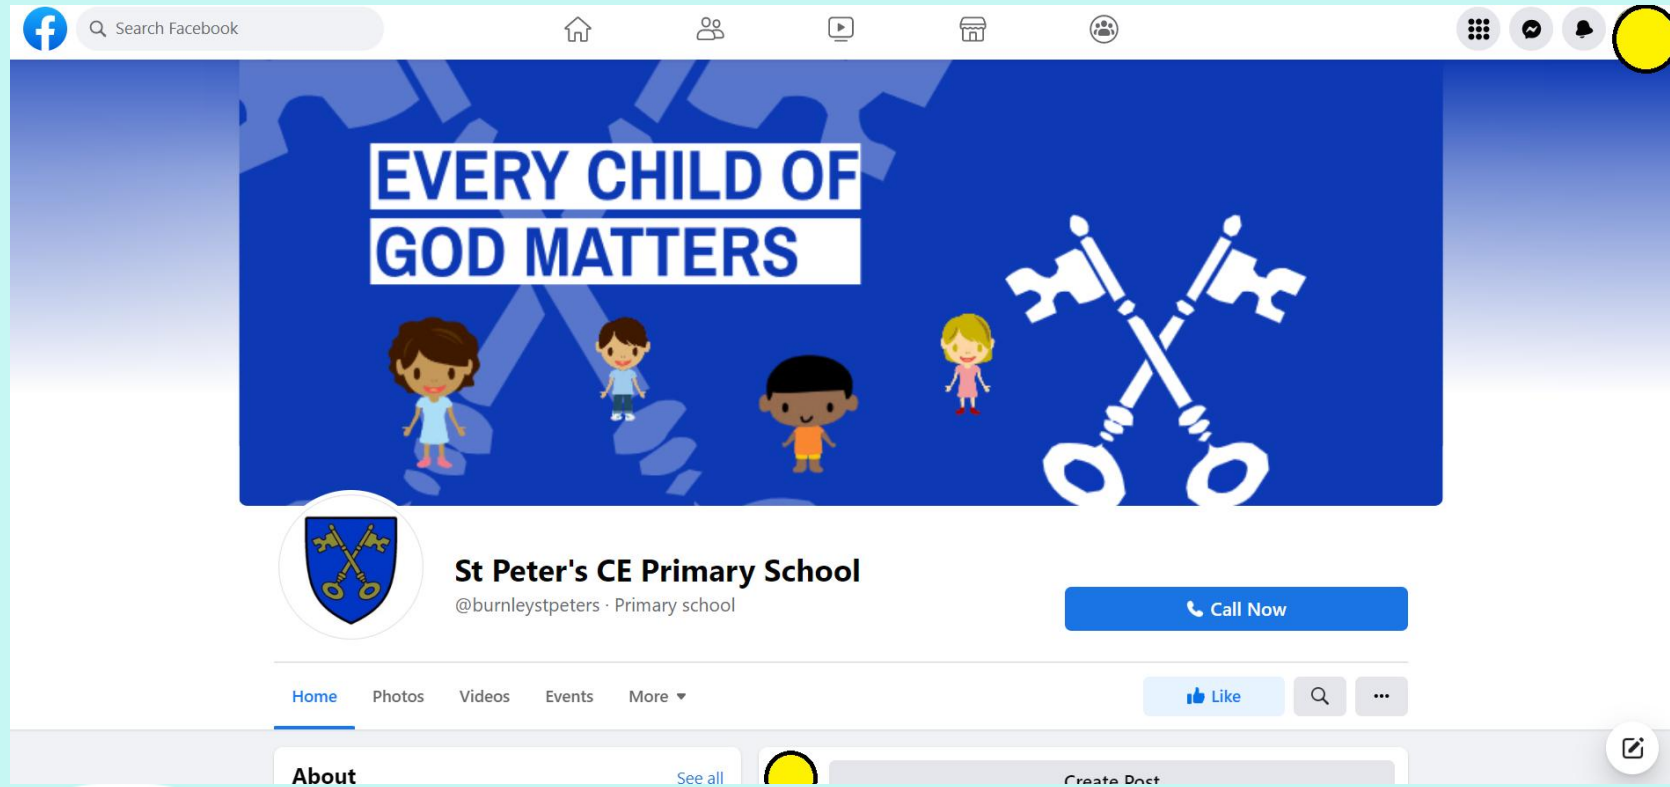 Search Facebook
EVERY CHILD OF
GOD MATTERS
St Peter's CE Primary School
@burnleystpeters · Primary school
Call Now
Home Photos Videos Events More
Like
About See all
Create Post